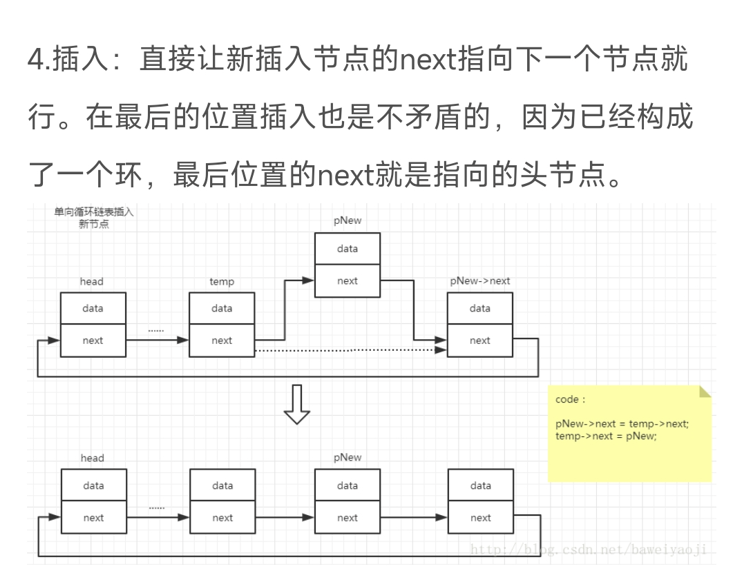 4.插入：直接让新插入节点的next指向下一个节点就
行。在最后的位置插入也是不矛盾的，因为已经构成
了一个环，最后位置的next就是指向的头节点。
单向循环链表插入
新节点
pNew
data
next
head
temp
pNew->next
data
data
data
next
......
next
next
code：
pNew->next = temp->next;
temp->next = pNew;
head
pNew
data
data
data
data
next
......
next
next
next
http://blog.csdn.net/baweiyaoji